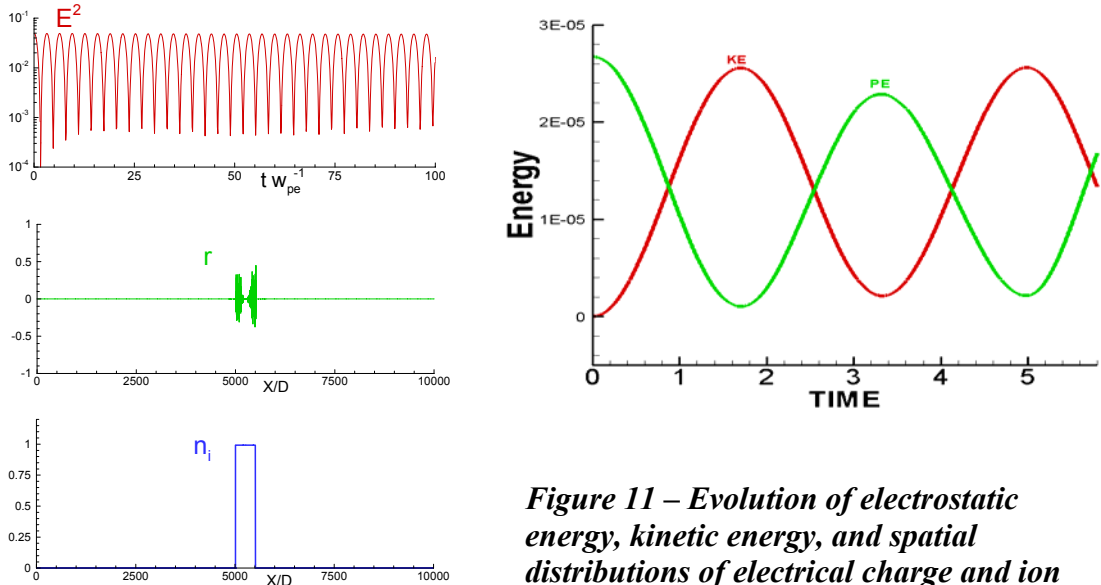 E²
10⁻¹
10⁻²
10⁻³
10⁻⁴
0 25 50 75 100
t w_pe⁻¹
r
1
0.5
0
-0.5
-1
0 2500 5000 7500 10000
X/D
n_i
1
0.75
0.5
0.25
0
0 2500 5000 7500 10000
X/D
3E-05
2E-05
1E-05
0
Energy
KE
PE
0 1 2 3 4 5
TIME
Figure 11 – Evolution of electrostatic
energy, kinetic energy, and spatial
distributions of electrical charge and ion